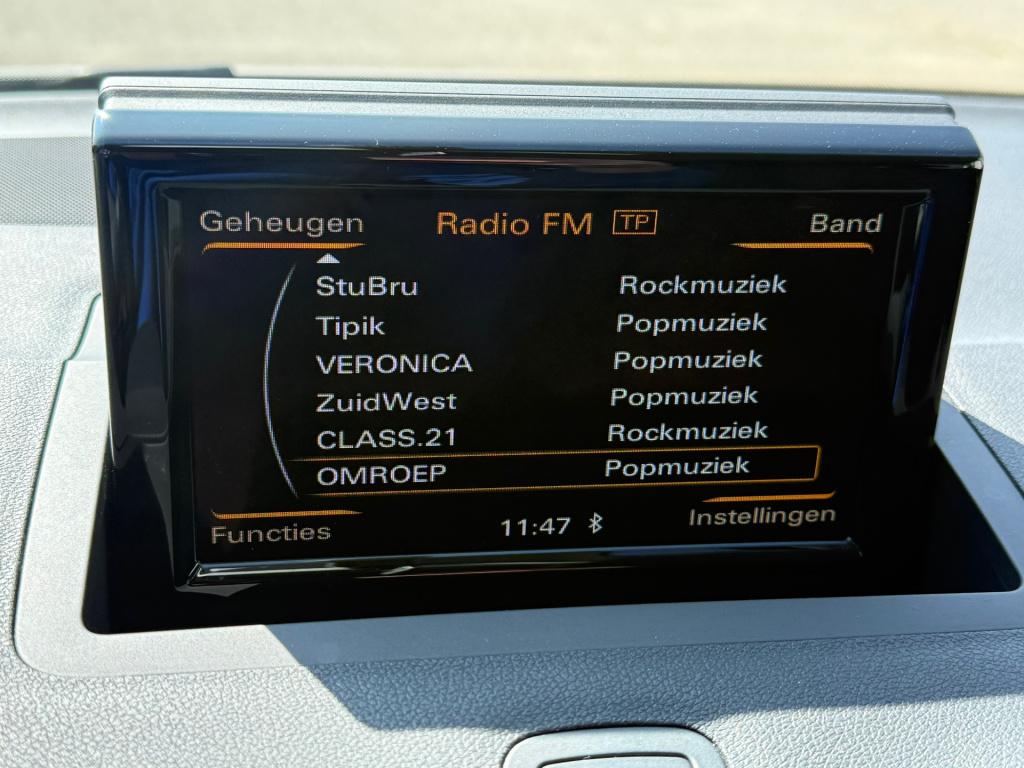 Geheugen Radio FM TP Band
StuBru Rockmuziek
Tipik Popmuziek
VERONICA Popmuziek
ZuidWest Popmuziek
CLASS.21 Rockmuziek
OMROEP Popmuziek
Functies 11:47 Instellingen